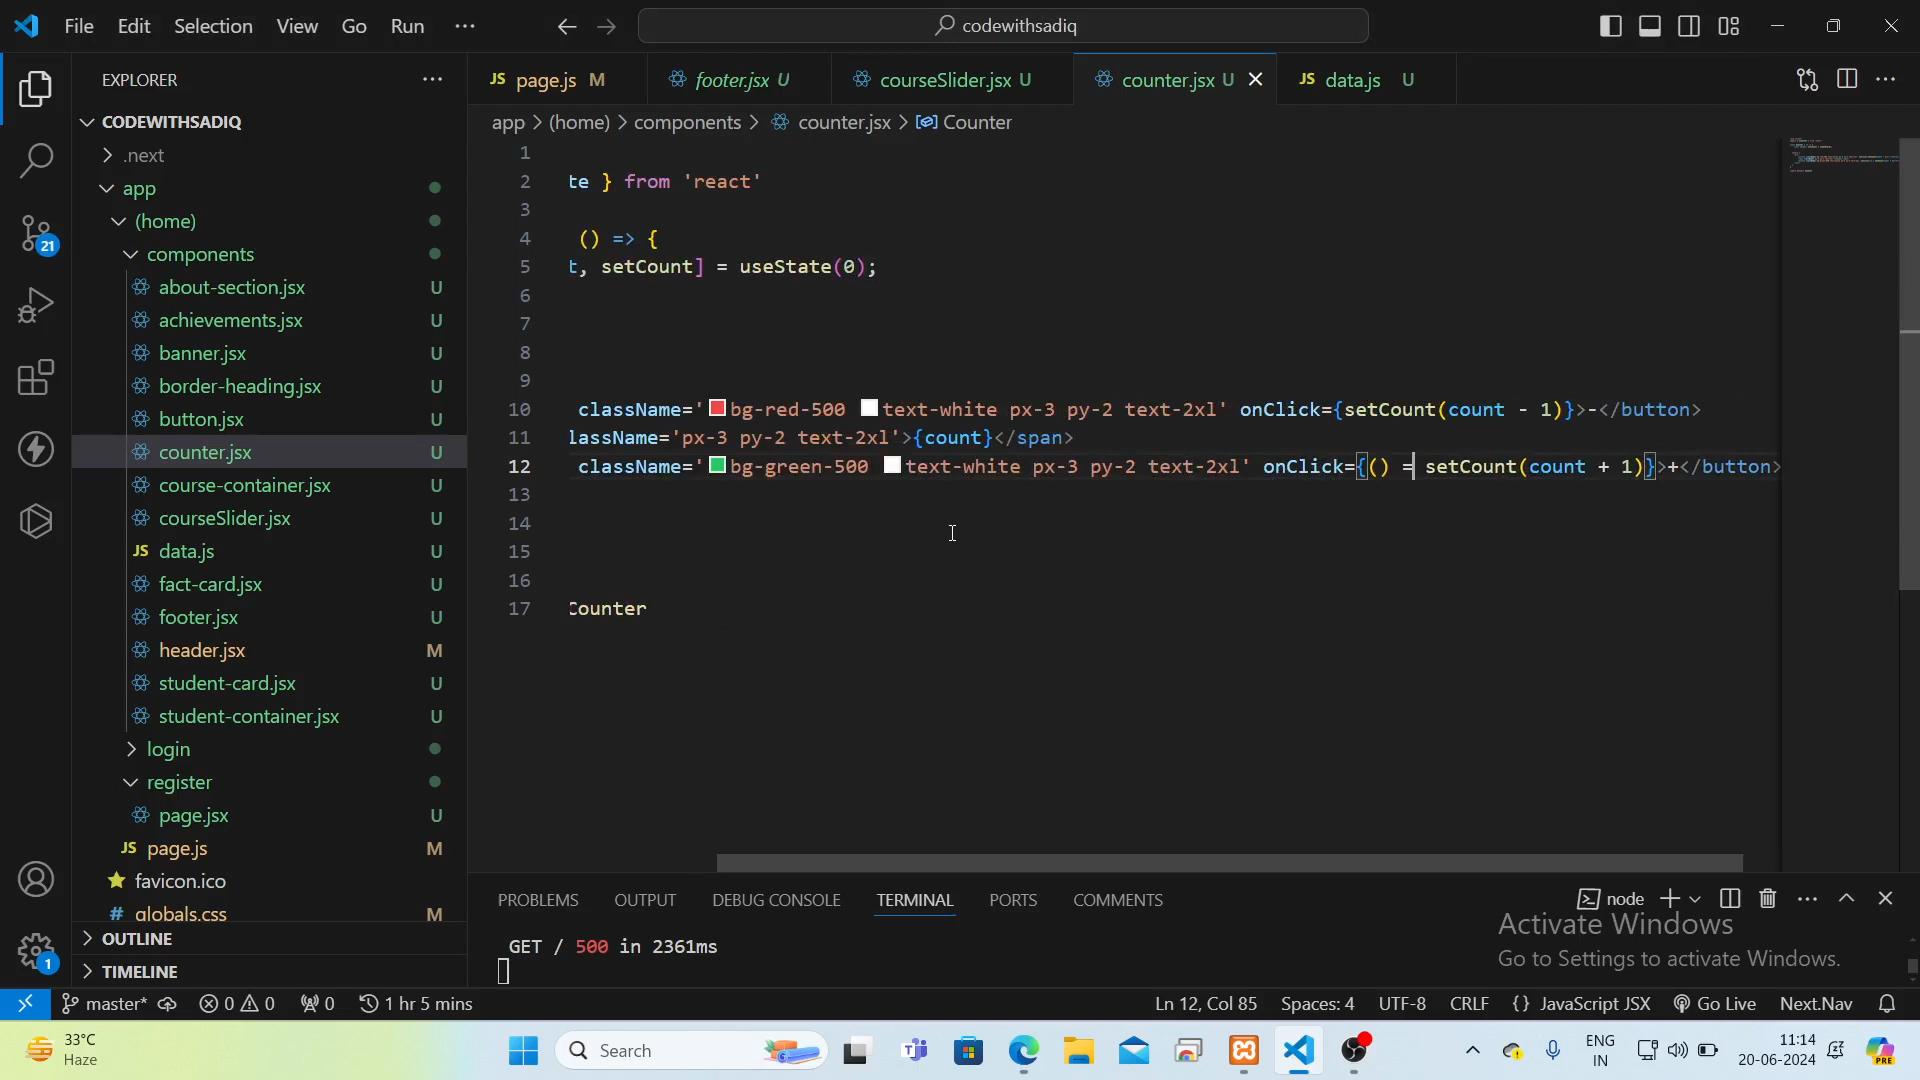 File Edit Selection View Go Run ... codewithsadiq
EXPLORER ...
JS page.js M footer.jsx U courseSlider.jsx U counter.jsx U JS data.js U
app > (home) > components > counter.jsx > Counter
CODEWITHSADIQ
.next
app
(home)
components
about-section.jsx U
achievements.jsx U
banner.jsx U
border-heading.jsx U
button.jsx U
counter.jsx U
course-container.jsx U
courseSlider.jsx U
JS data.js U
fact-card.jsx U
footer.jsx U
header.jsx M
student-card.jsx U
student-container.jsx U
login
register
page.jsx U
JS page.js M
favicon.ico
# globals.css M
OUTLINE
TIMELINE
21
1
1
2 te } from 'react'
3
4 () => {
5 t, setCount] = useState(0);
6
7
8
9
10 className='bg-red-500 text-white px-3 py-2 text-2xl' onClick={setCount(count - 1)}>-</button>
11 lassName='px-3 py-2 text-2xl'>{count}</span>
12 className='bg-green-500 text-white px-3 py-2 text-2xl' onClick={() = setCount(count + 1)}>+</button>
13
14
15
16
17 Counter
PROBLEMS OUTPUT DEBUG CONSOLE TERMINAL PORTS COMMENTS node
GET / 500 in 2361ms
Activate Windows
Go to Settings to activate Windows.
master* 0 0 0 1 hr 5 mins Ln 12, Col 85 Spaces: 4 UTF-8 CRLF {} JavaScript JSX Go Live Next.Nav
33°C
Haze
Search
ENG
IN
11:14
20-06-2024
PRE